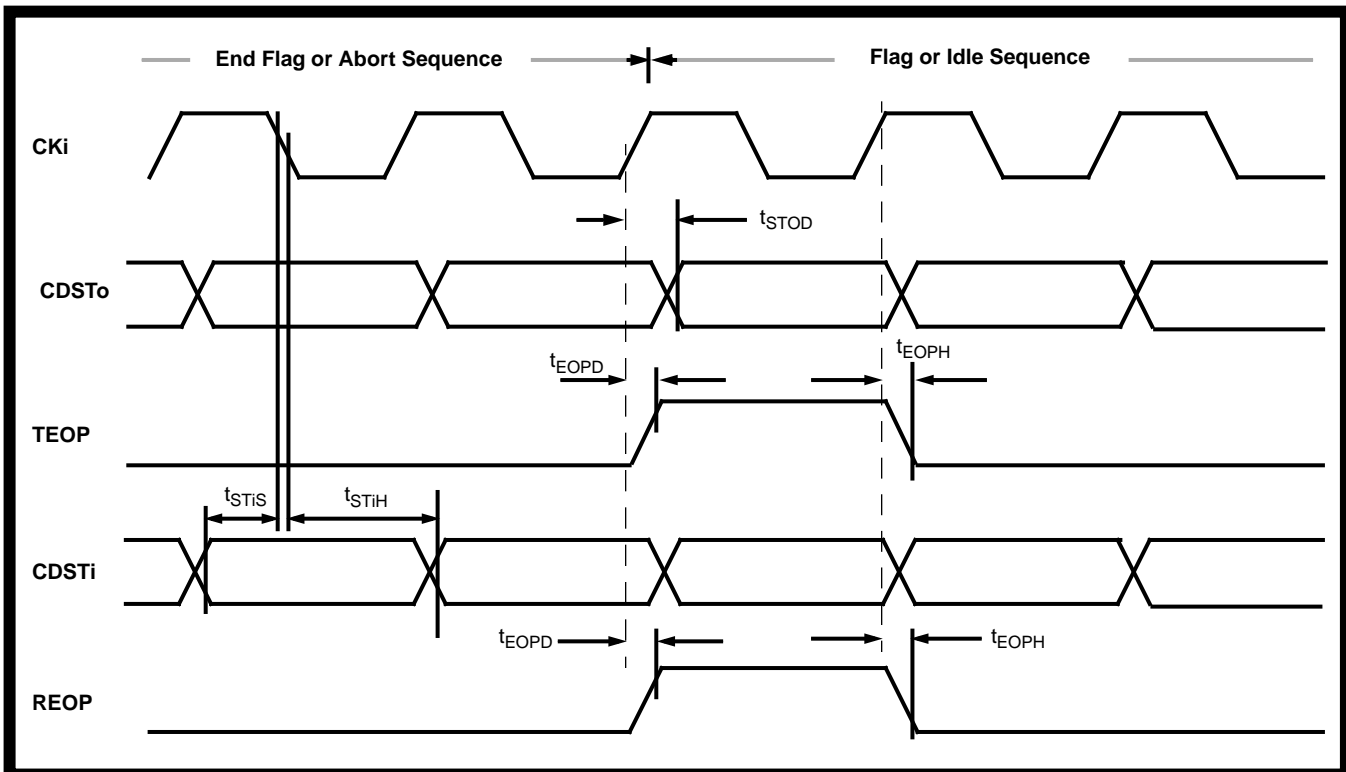 End Flag or Abort Sequence
Flag or Idle Sequence
CKi
tSTOD
CDSTo
tEOPD
tEOPH
TEOP
tSTiS
tSTiH
CDSTi
tEOPD
tEOPH
REOP